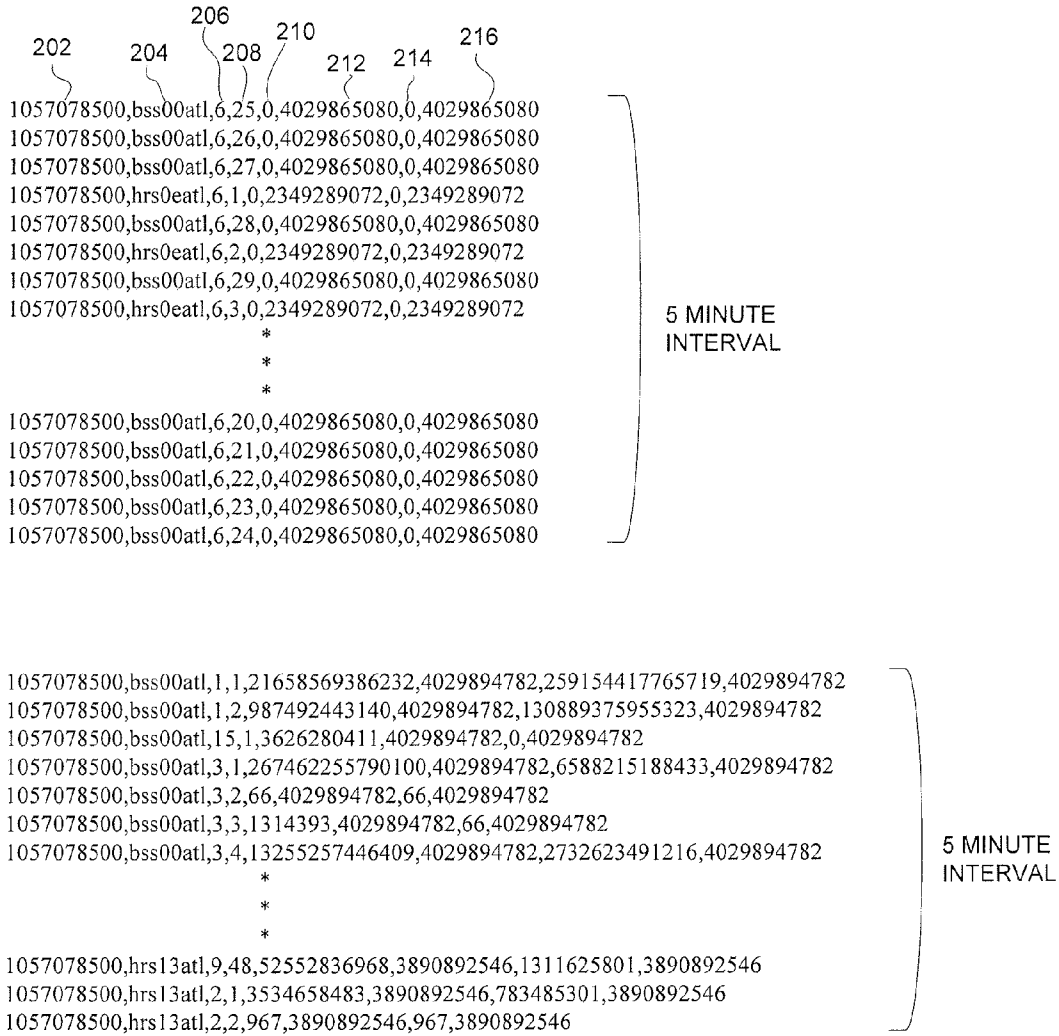 206
210
202
204
208
212
214
216
1057078500,bss00atl,6,25,0,4029865080,0,4029865080
1057078500,bss00atl,6,26,0,4029865080,0,4029865080
1057078500,bss00atl,6,27,0,4029865080,0,4029865080
1057078500,hrs0eatl,6,1,0,2349289072,0,2349289072
1057078500,bss00atl,6,28,0,4029865080,0,4029865080
1057078500,hrs0eatl,6,2,0,2349289072,0,2349289072
1057078500,bss00atl,6,29,0,4029865080,0,4029865080
1057078500,hrs0eatl,6,3,0,2349289072,0,2349289072
*
*
*
5 MINUTE
INTERVAL
1057078500,bss00atl,6,20,0,4029865080,0,4029865080
1057078500,bss00atl,6,21,0,4029865080,0,4029865080
1057078500,bss00atl,6,22,0,4029865080,0,4029865080
1057078500,bss00atl,6,23,0,4029865080,0,4029865080
1057078500,bss00atl,6,24,0,4029865080,0,4029865080
1057078500,bss00atl,1,1,21658569386232,4029894782,259154417765719,4029894782
1057078500,bss00atl,1,2,987492443140,4029894782,130889375955323,4029894782
1057078500,bss00atl,15,1,3626280411,4029894782,0,4029894782
1057078500,bss00atl,3,1,267462255790100,4029894782,6588215188433,4029894782
1057078500,bss00atl,3,2,66,4029894782,66,4029894782
1057078500,bss00atl,3,3,1314393,4029894782,66,4029894782
1057078500,bss00atl,3,4,13255257446409,4029894782,2732623491216,4029894782
*
*
*
5 MINUTE
INTERVAL
1057078500,hrs13atl,9,48,52552836968,3890892546,1311625801,3890892546
1057078500,hrs13atl,2,1,3534658483,3890892546,783485301,3890892546
1057078500,hrs13atl,2,2,967,3890892546,967,3890892546